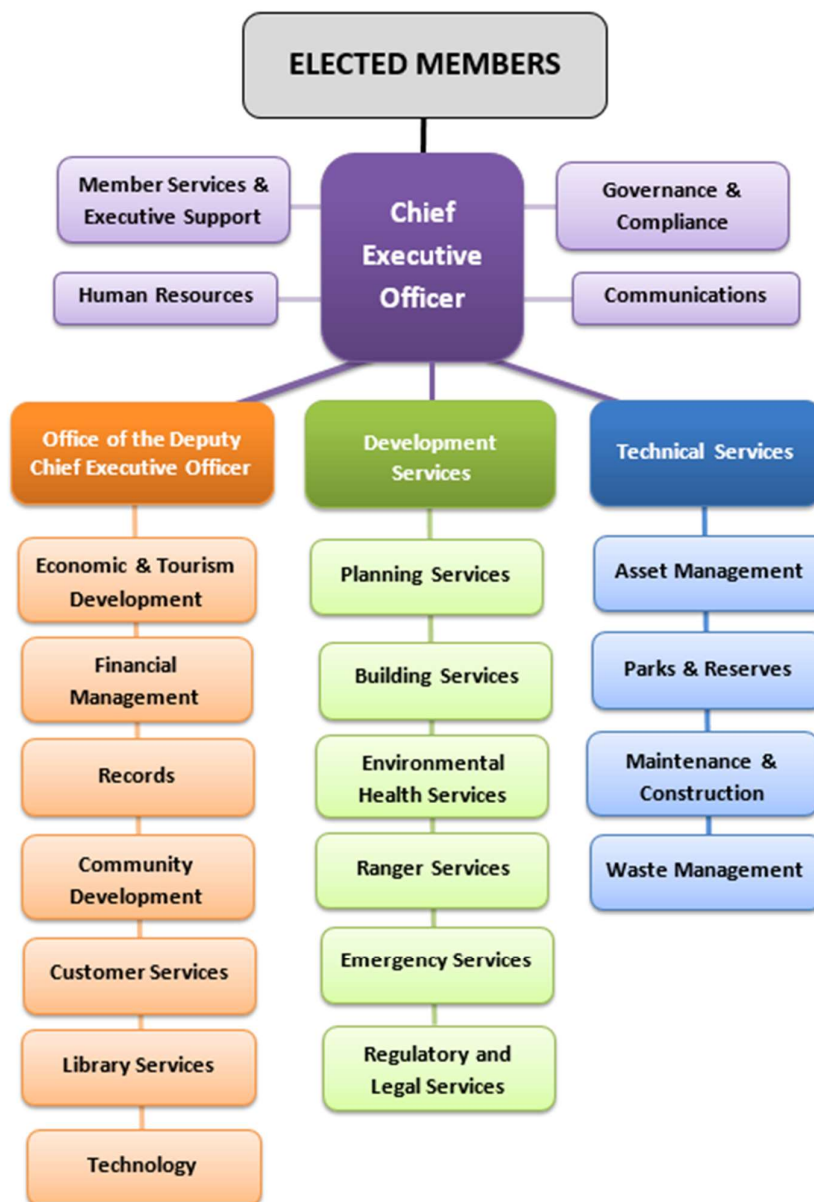 ELECTED MEMBERS
Member Services &
Executive Support
Human Resources
Chief
Executive
Officer
Governance &
Compliance
Communications
Office of the Deputy
Chief Executive Officer
Economic & Tourism
Development
Financial
Management
Records
Community
Development
Customer Services
Library Services
Technology
Development
Services
Planning Services
Building Services
Environmental
Health Services
Ranger Services
Emergency Services
Regulatory and
Legal Services
Technical Services
Asset Management
Parks & Reserves
Maintenance &
Construction
Waste Management